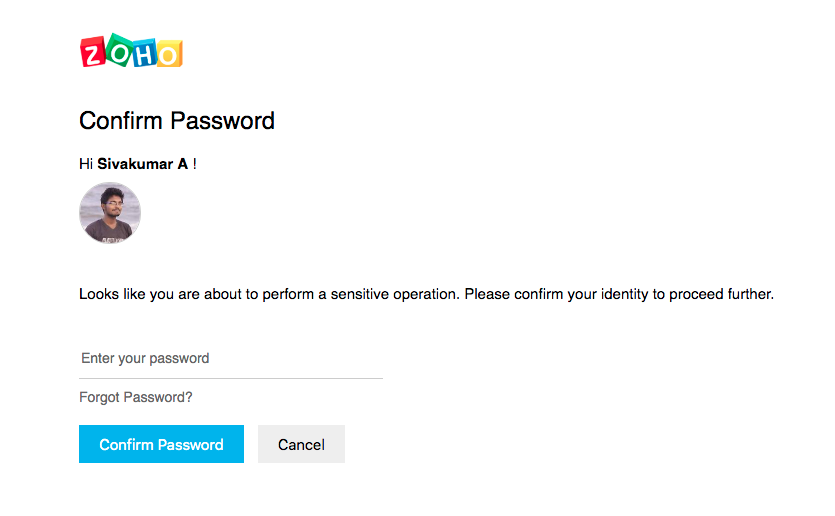 ZOHO
Confirm Password
Hi Sivakumar A !
Looks like you are about to perform a sensitive operation. Please confirm your identity to proceed further.
Enter your password
Forgot Password?
Confirm Password
Cancel